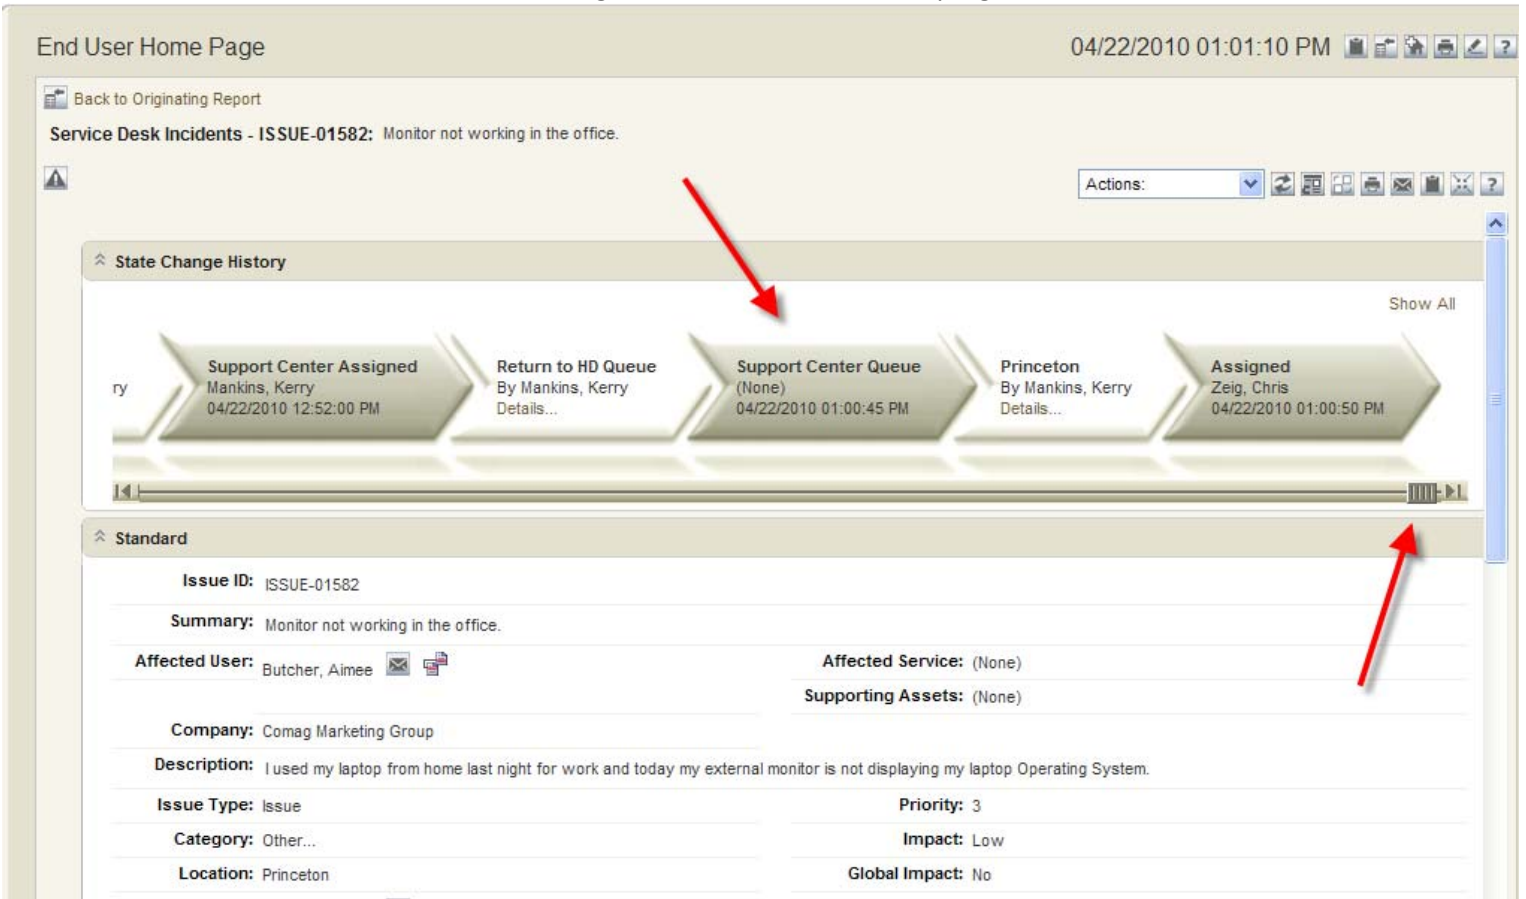 End User Home Page
04/22/2010 01:01:10 PM
Back to Originating Report
Service Desk Incidents - ISSUE-01582: Monitor not working in the office.
Actions:
State Change History
Show All
ry
Support Center Assigned
Mankins, Kerry
04/22/2010 12:52:00 PM
Return to HD Queue
By Mankins, Kerry
Details...
Support Center Queue
(None)
04/22/2010 01:00:45 PM
Princeton
By Mankins, Kerry
Details...
Assigned
Zeig, Chris
04/22/2010 01:00:50 PM
Standard
Issue ID: ISSUE-01582
Summary: Monitor not working in the office.
Affected User: Butcher, Aimee
Affected Service: (None)
Supporting Assets: (None)
Company: Comag Marketing Group
Description: I used my laptop from home last night for work and today my external monitor is not displaying my laptop Operating System.
Issue Type: Issue
Priority: 3
Category: Other...
Impact: Low
Location: Princeton
Global Impact: No